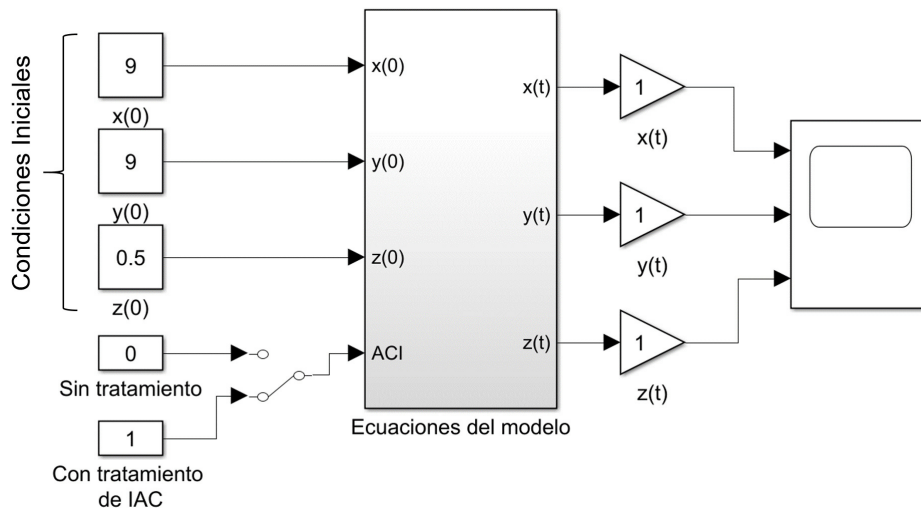 Condiciones Iniciales
9
x(0)
9
y(0)
0.5
z(0)
0
Sin tratamiento
1
Con tratamiento
de IAC
x(0)
y(0)
z(0)
ACI
x(t)
y(t)
z(t)
Ecuaciones del modelo
1
x(t)
1
y(t)
1
z(t)